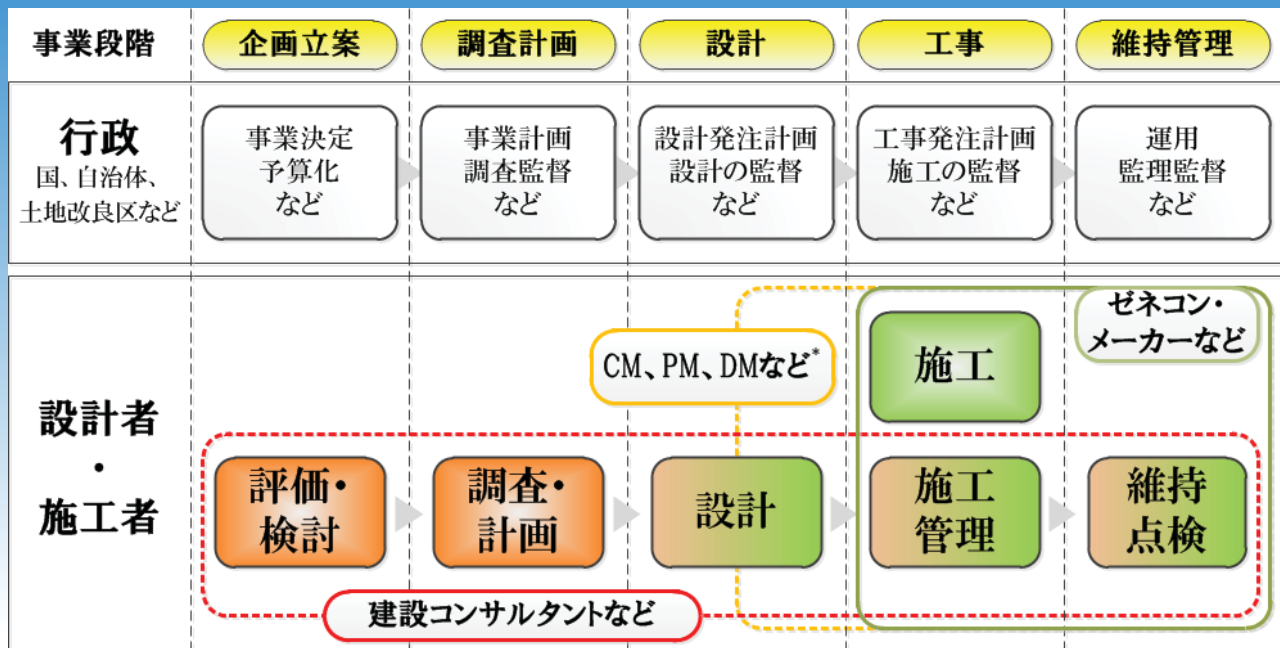 事業段階
企画立案
調査計画
設計
工事
維持管理
行政
国、自治体、
土地改良区など
事業決定
予算化
など
事業計画
調査監督
など
設計発注計画
設計の監督
など
工事発注計画
施工の監督
など
運用
監理監督
など
設計者
・
施工者
CM、PM、DMなど*
施工
ゼネコン・
メーカーなど
評価・
検討
調査・
計画
設計
施工
管理
維持
点検
建設コンサルタントなど